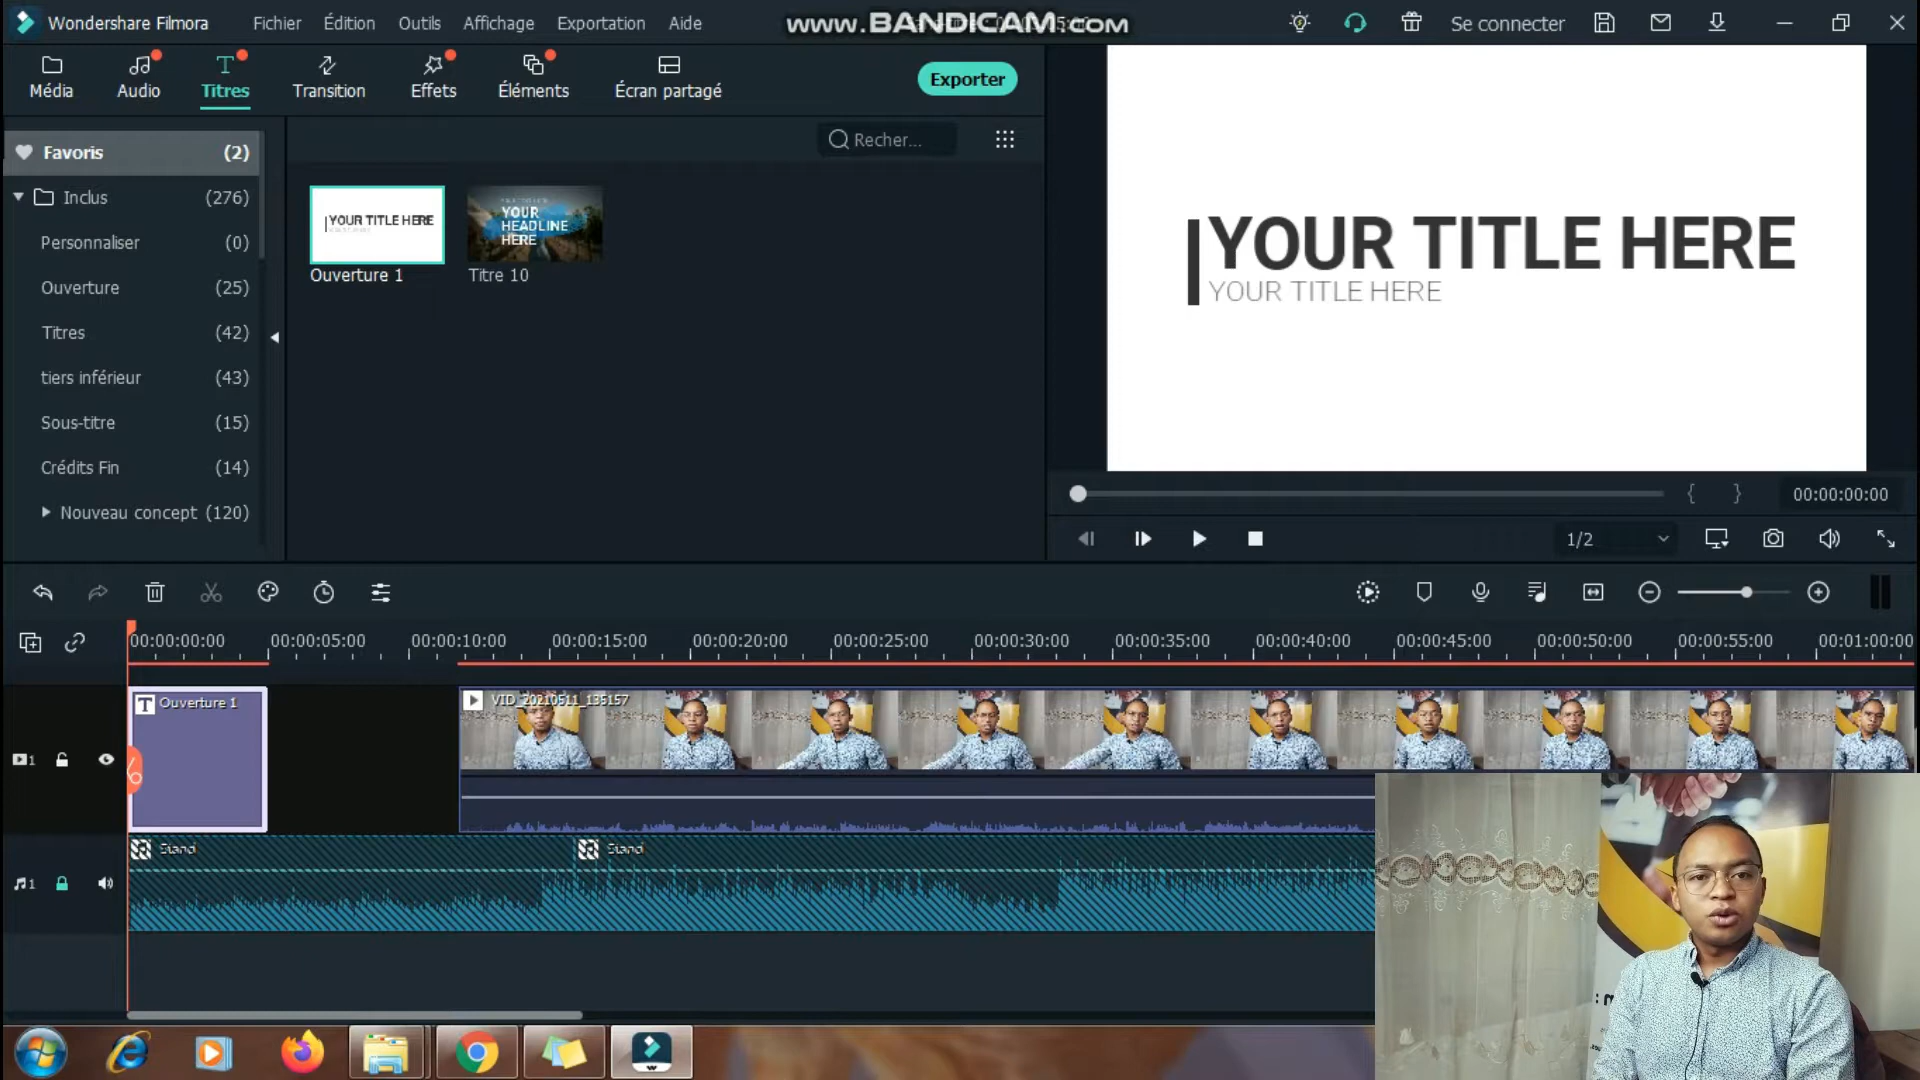 Wondershare Filmora
Fichier
Édition
Outils
Affichage
Exportation
Aide
www.BANDICAM.com
Se connecter
Média
Audio
Titres
Transition
Effets
Éléments
Écran partagé
Exporter
Favoris (2)
Recher...
Inclus (276)
Personnaliser (0)
Ouverture (25)
Titres (42)
tiers inférieur (43)
Sous-titre (15)
Crédits Fin (14)
Nouveau concept (120)
YOUR TITLE HERE
Ouverture 1
YOUR
HEADLINE
HERE
Titre 10
YOUR TITLE HERE
YOUR TITLE HERE
00:00:00:00
1/2
00:00:00:00 00:00:05:00 00:00:10:00 00:00:15:00 00:00:20:00 00:00:25:00 00:00:30:00 00:00:35:00 00:00:40:00 00:00:45:00 00:00:50:00 00:00:55:00 00:01:00:00
Ouverture 1
VID_20210911_135157
1
Stand
Stand
1